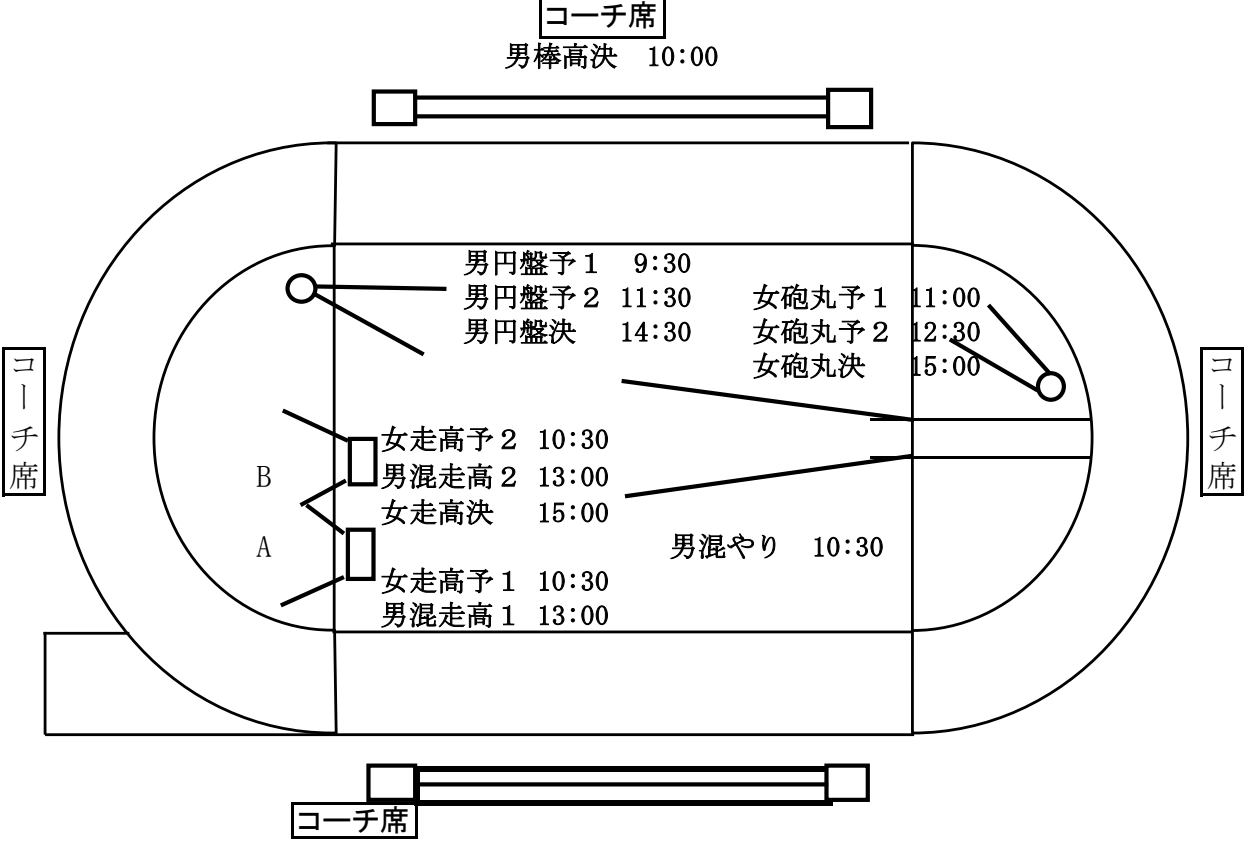 コーチ席
男棒高決　10:00
男円盤予１　9:30
男円盤予２ 11:30
男円盤決　 14:30
女砲丸予１ 11:00
女砲丸予２ 12:30
女砲丸決　 15:00
コーチ席
コーチ席
女走高予２ 10:30
男混走高２ 13:00
女走高決　 15:00
B
A
男混やり　10:30
女走高予１ 10:30
男混走高１ 13:00
コーチ席